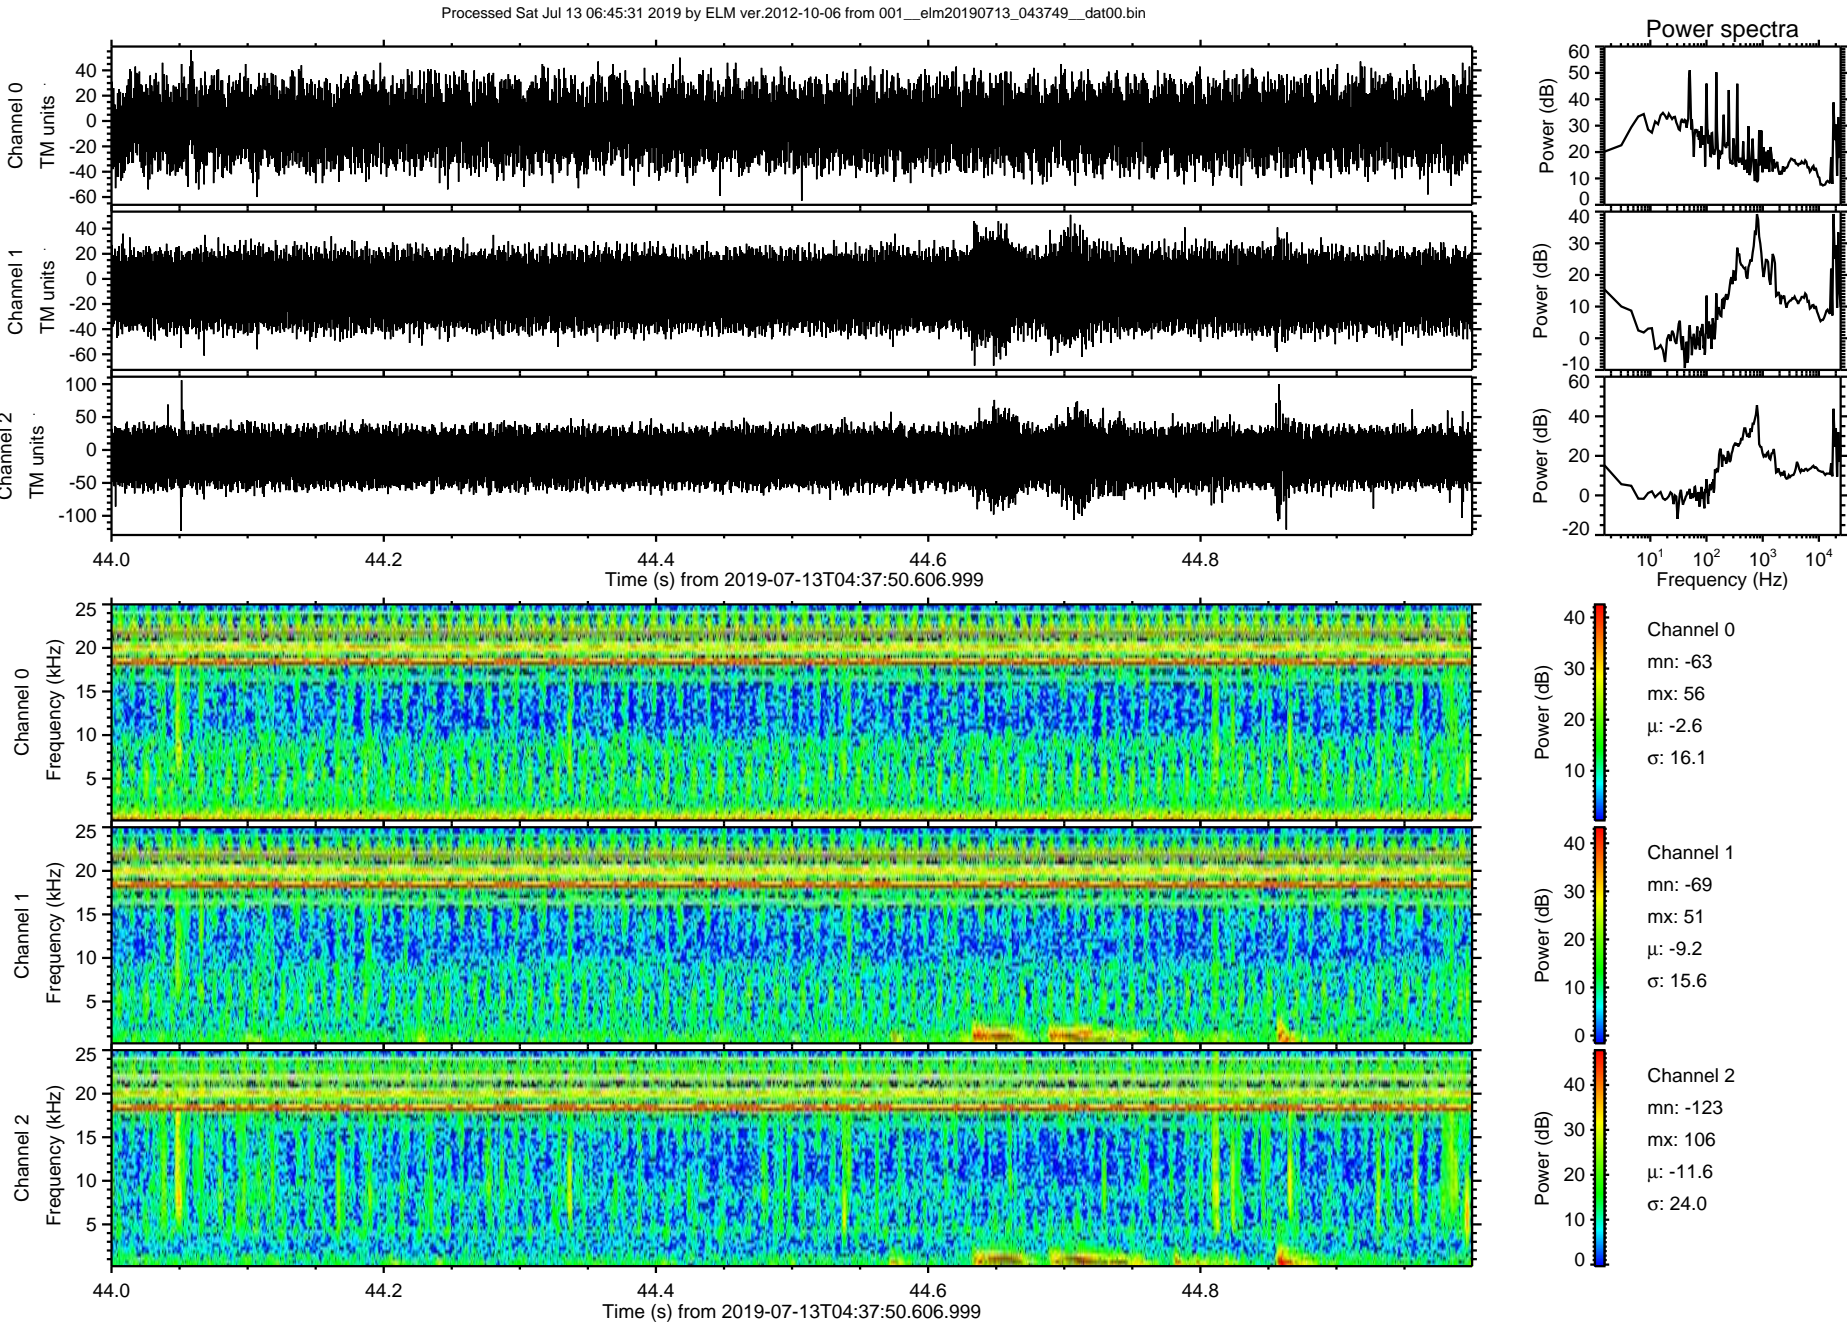 Processed Sat Jul 13 06:45:31 2019 by ELM ver.2012-10-06 from 001__elm20190713_043749__dat00.bin
Power spectra
Channel 0
TM units
40
20
0
-20
-40
-60
Power (dB)
60
50
40
30
20
10
0
Channel 1
TM units
40
20
0
-20
-40
-60
Power (dB)
40
30
20
10
0
-10
Channel 2
TM units
100
50
0
-50
-100
Power (dB)
60
40
20
0
-20
44.0 44.2 44.4 44.6 44.8
Time (s) from 2019-07-13T04:37:50.606.999
10^1 10^2 10^3 10^4
Frequency (Hz)
Channel 0
Frequency (kHz)
25
20
15
10
5
Power (dB)
40
30
20
10
Channel 0
mn: -63
mx: 56
μ: -2.6
σ: 16.1
Channel 1
Frequency (kHz)
25
20
15
10
5
Power (dB)
40
30
20
10
0
Channel 1
mn: -69
mx: 51
μ: -9.2
σ: 15.6
Channel 2
Frequency (kHz)
25
20
15
10
5
Power (dB)
40
30
20
10
0
Channel 2
mn: -123
mx: 106
μ: -11.6
σ: 24.0
44.0 44.2 44.4 44.6 44.8
Time (s) from 2019-07-13T04:37:50.606.999